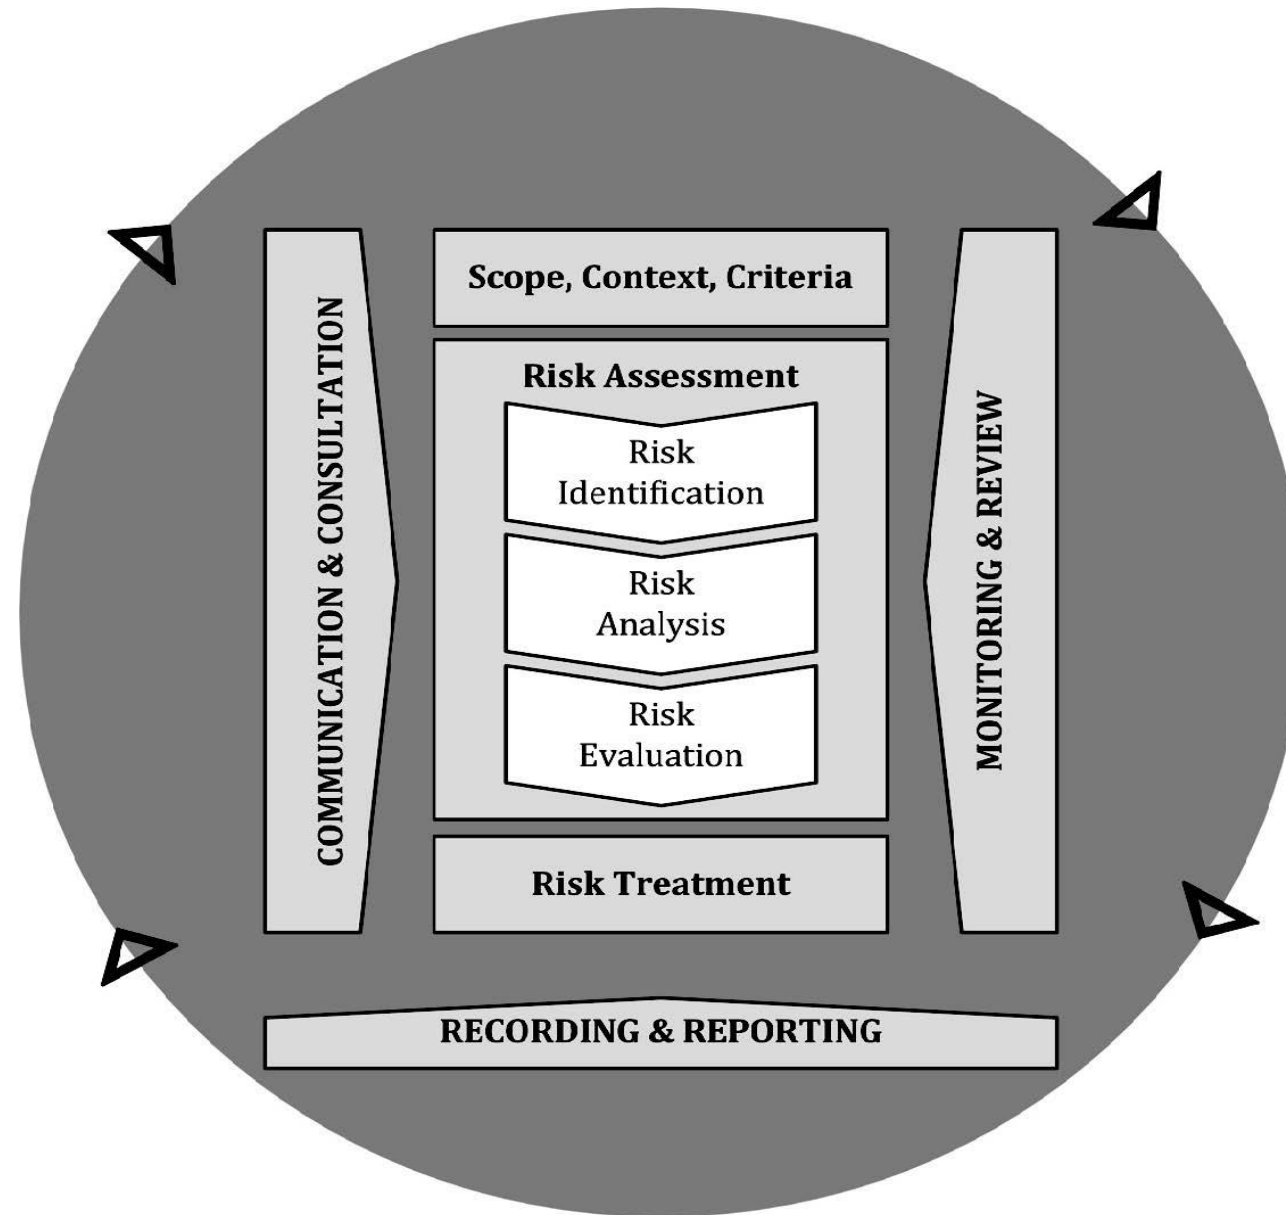 Scope, Context, Criteria
Risk Assessment
Risk
Identification
Risk
Analysis
Risk
Evaluation
Risk Treatment
COMMUNICATION & CONSULTATION
MONITORING & REVIEW
RECORDING & REPORTING